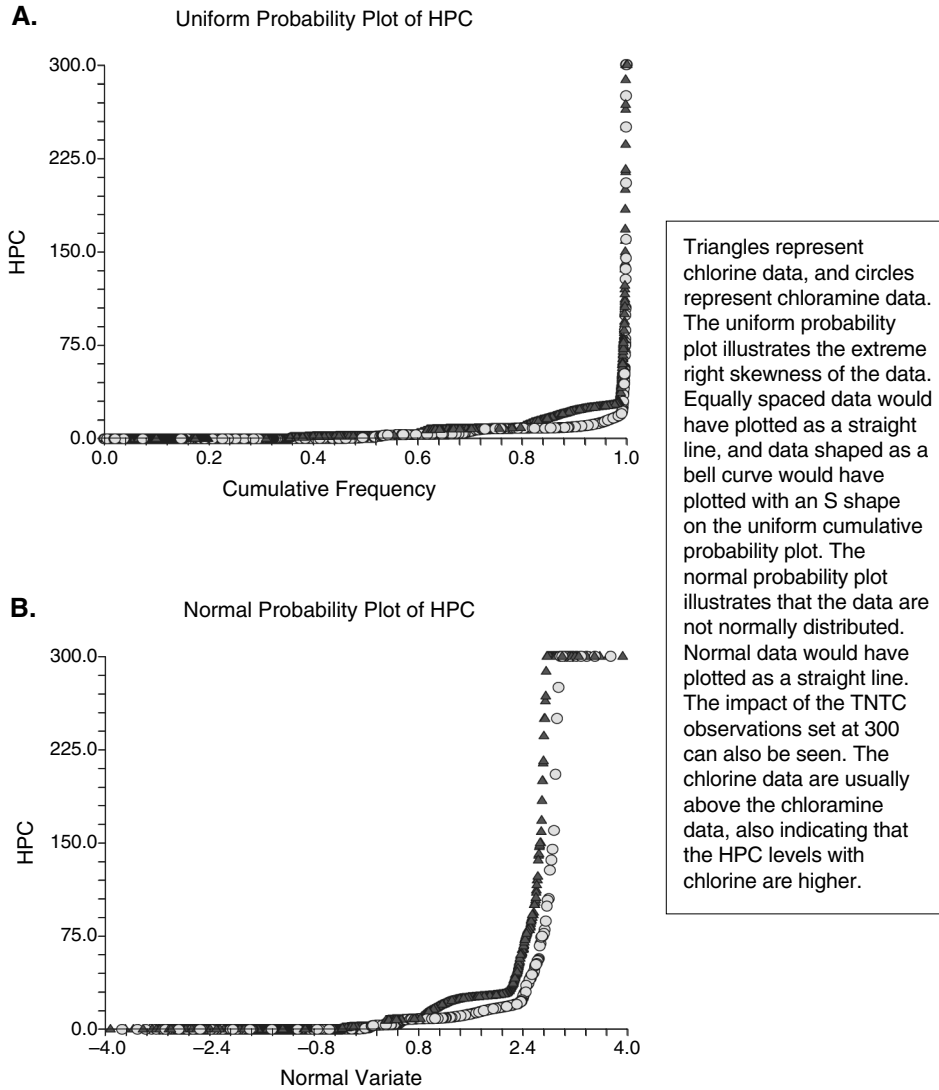 A.
Uniform Probability Plot of HPC
300.0
225.0
150.0
75.0
0.0
HPC
0.0 0.2 0.4 0.6 0.8 1.0
Cumulative Frequency
B.
Normal Probability Plot of HPC
300.0
225.0
150.0
75.0
0.0
HPC
–4.0 –2.4 –0.8 0.8 2.4 4.0
Normal Variate
Triangles represent
chlorine data, and circles
represent chloramine data.
The uniform probability
plot illustrates the extreme
right skewness of the data.
Equally spaced data would
have plotted as a straight
line, and data shaped as a
bell curve would have
plotted with an S shape
on the uniform cumulative
probability plot. The
normal probability plot
illustrates that the data are
not normally distributed.
Normal data would have
plotted as a straight line.
The impact of the TNTC
observations set at 300
can also be seen. The
chlorine data are usually
above the chloramine
data, also indicating that
the HPC levels with
chlorine are higher.